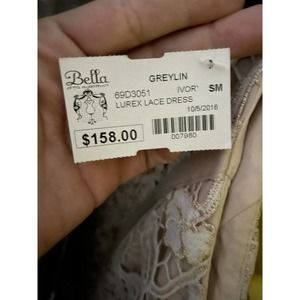 Bella
GREYLIN
69D3051 IVOR' SM
LUREX LACE DRESS
10/5/2016
$158.00
007980